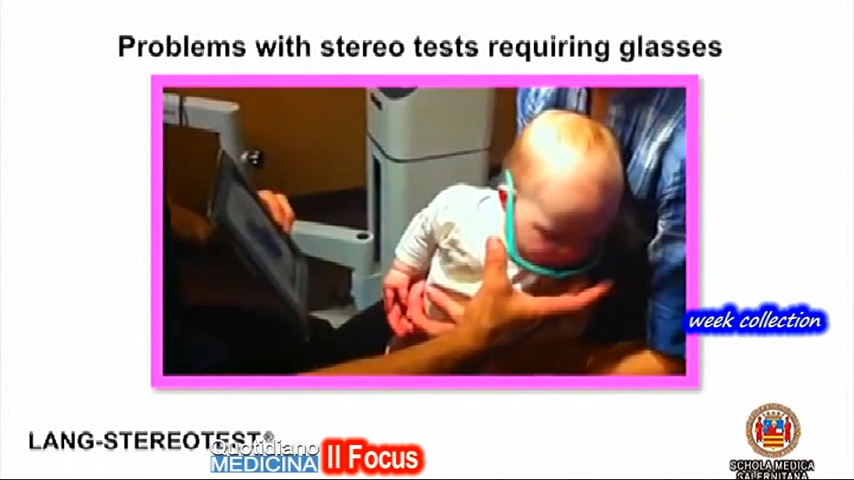 Problems with stereo tests requiring glasses
week collection
LANG-STEREOTEST®
Quotidiano
MEDICINA
Il Focus
SCHOLA MEDICA
SALERNITANA